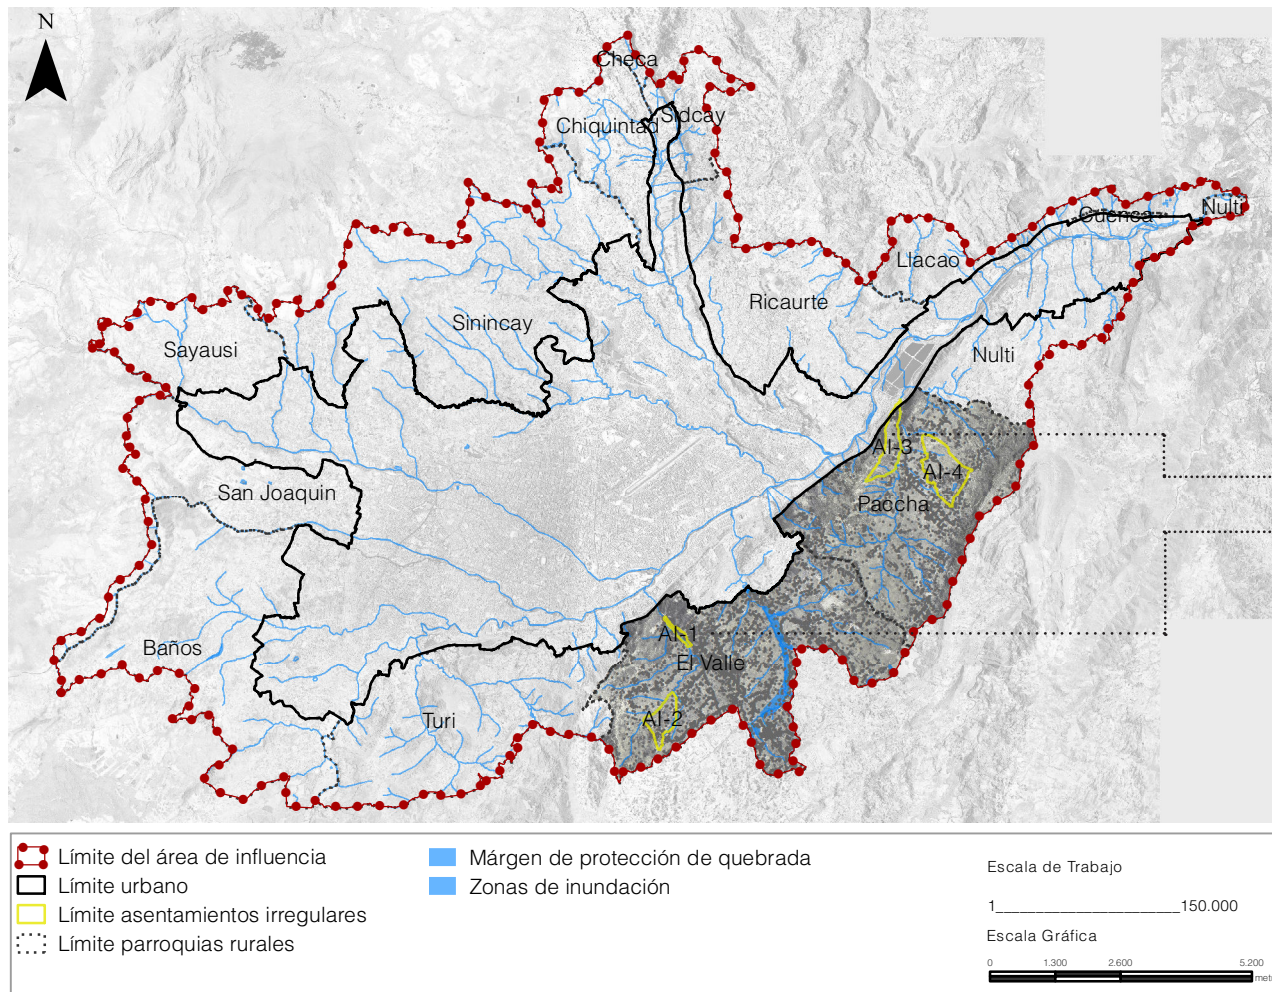 N
Checa
Sidcay
Chiquintad
Cuenca
Nulti
Llacao
Ricaurte
Sinincay
Sayausi
Nulti
AI-3
AI-4
San Joaquin
Paccha
AI-1
Baños
El Valle
AI-2
Turi
Límite del área de influencia
Límite urbano
Límite asentamientos irregulares
Límite parroquias rurales
Márgen de protección de quebrada
Zonas de inundación
Escala de Trabajo
1_______________________150.000
Escala Gráfica
0 1.300 2.600 5.200
met